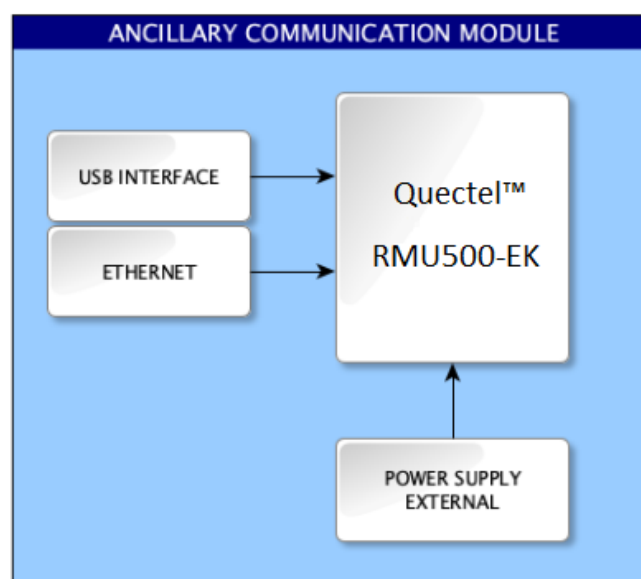 ANCILLARY COMMUNICATION MODULE
USB INTERFACE
ETHERNET
Quectel™
RMU500-EK
POWER SUPPLY
EXTERNAL